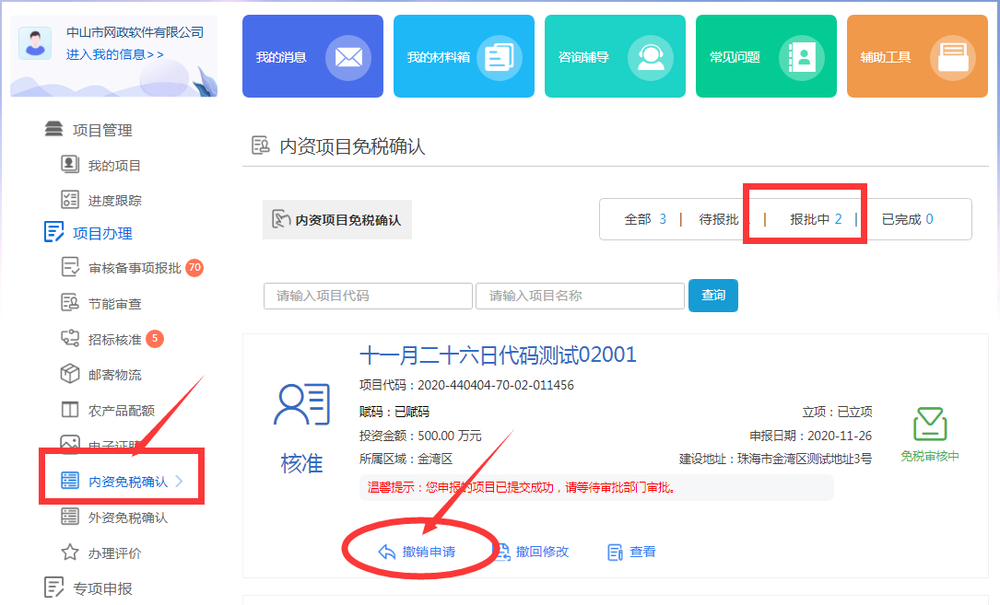 中山市网政软件有限公司
进入我的信息>>
我的消息
我的材料箱
咨询辅导
常见问题
辅助工具
项目管理
我的项目
进度跟踪
项目办理
审核备事项报批 70
节能审查
招标核准 5
邮寄物流
农产品配额
电子证
内资免税确认
外资免税确认
办理评价
专项申报
内资项目免税确认
内资项目免税确认
全部 3 | 待报批 | 报批中 2 | 已完成 0
请输入项目代码 请输入项目名称 查询
十一月二十六日代码测试02001
项目代码：2020-440404-70-02-011456
赋码：已赋码 立项：已立项
投资金额：500.00 万元 申报日期：2020-11-26
所属区域：金湾区 建设地址：珠海市金湾区测试地址3号
核准
免税审核中
温馨提示：您申报的项目已提交成功，请等待审批部门审批。
撤销申请 撤回修改 查看